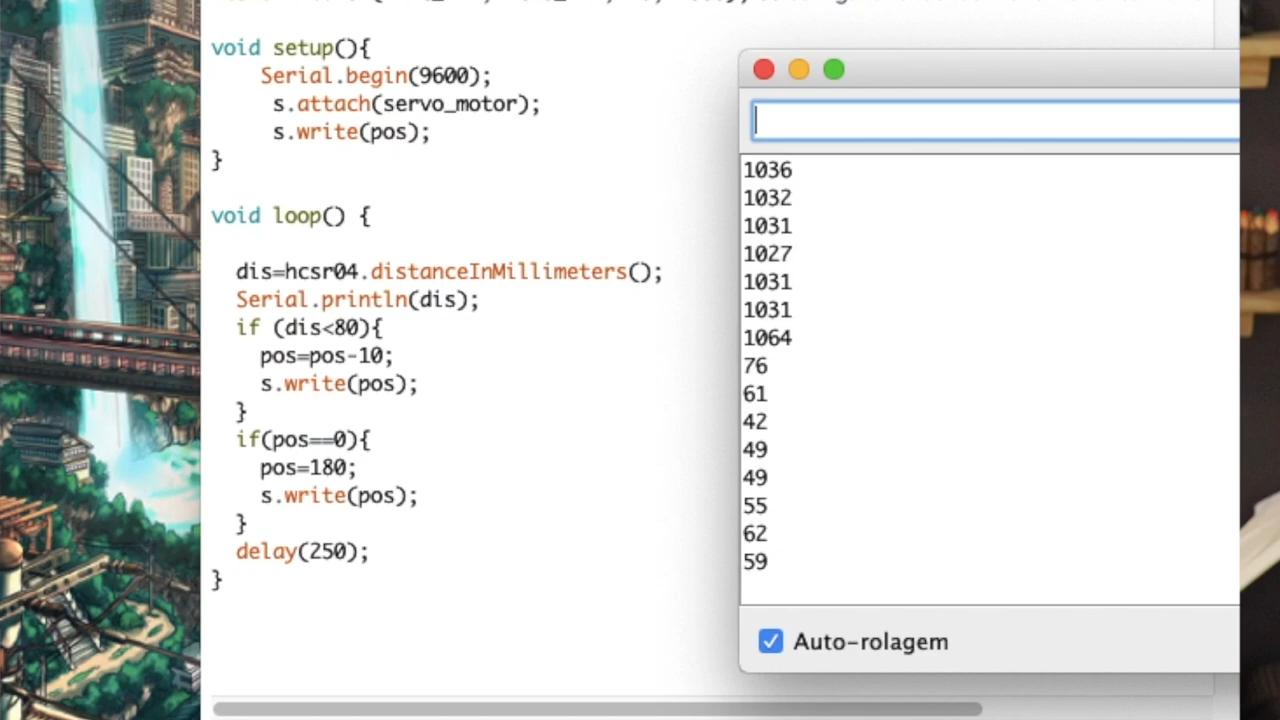 void setup(){
Serial.begin(9600);
s.attach(servo_motor);
s.write(pos);
}
void loop() {
dis=hcsr04.distanceInMillimeters();
Serial.println(dis);
if (dis<80){
pos=pos-10;
s.write(pos);
}
if(pos==0){
pos=180;
s.write(pos);
}
delay(250);
}
1036
1032
1031
1027
1031
1031
1064
76
61
42
49
49
55
62
59
Auto-rolagem